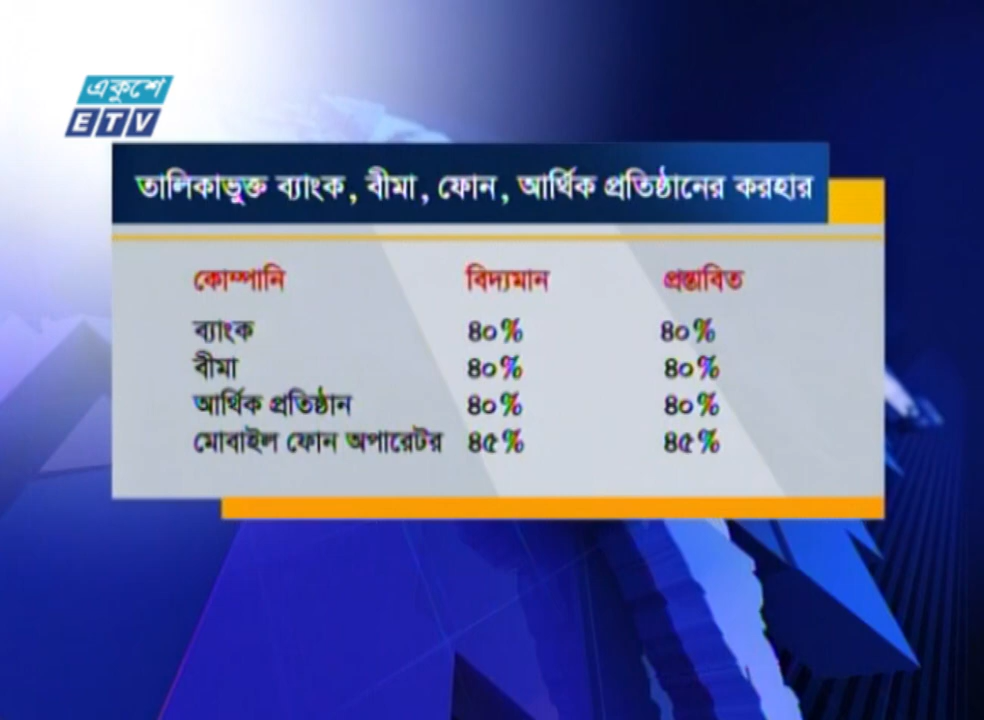 একুশে
ETV
তালিকাভুক্ত ব্যাংক, বীমা, ফোন, আর্থিক প্রতিষ্ঠানের করহার
কোম্পানি বিদ্যমান প্রস্তাবিত
ব্যাংক ৪০% ৪০%
বীমা ৪০% ৪০%
আর্থিক প্রতিষ্ঠান ৪০% ৪০%
মোবাইল ফোন অপারেটর ৪৫% ৪৫%